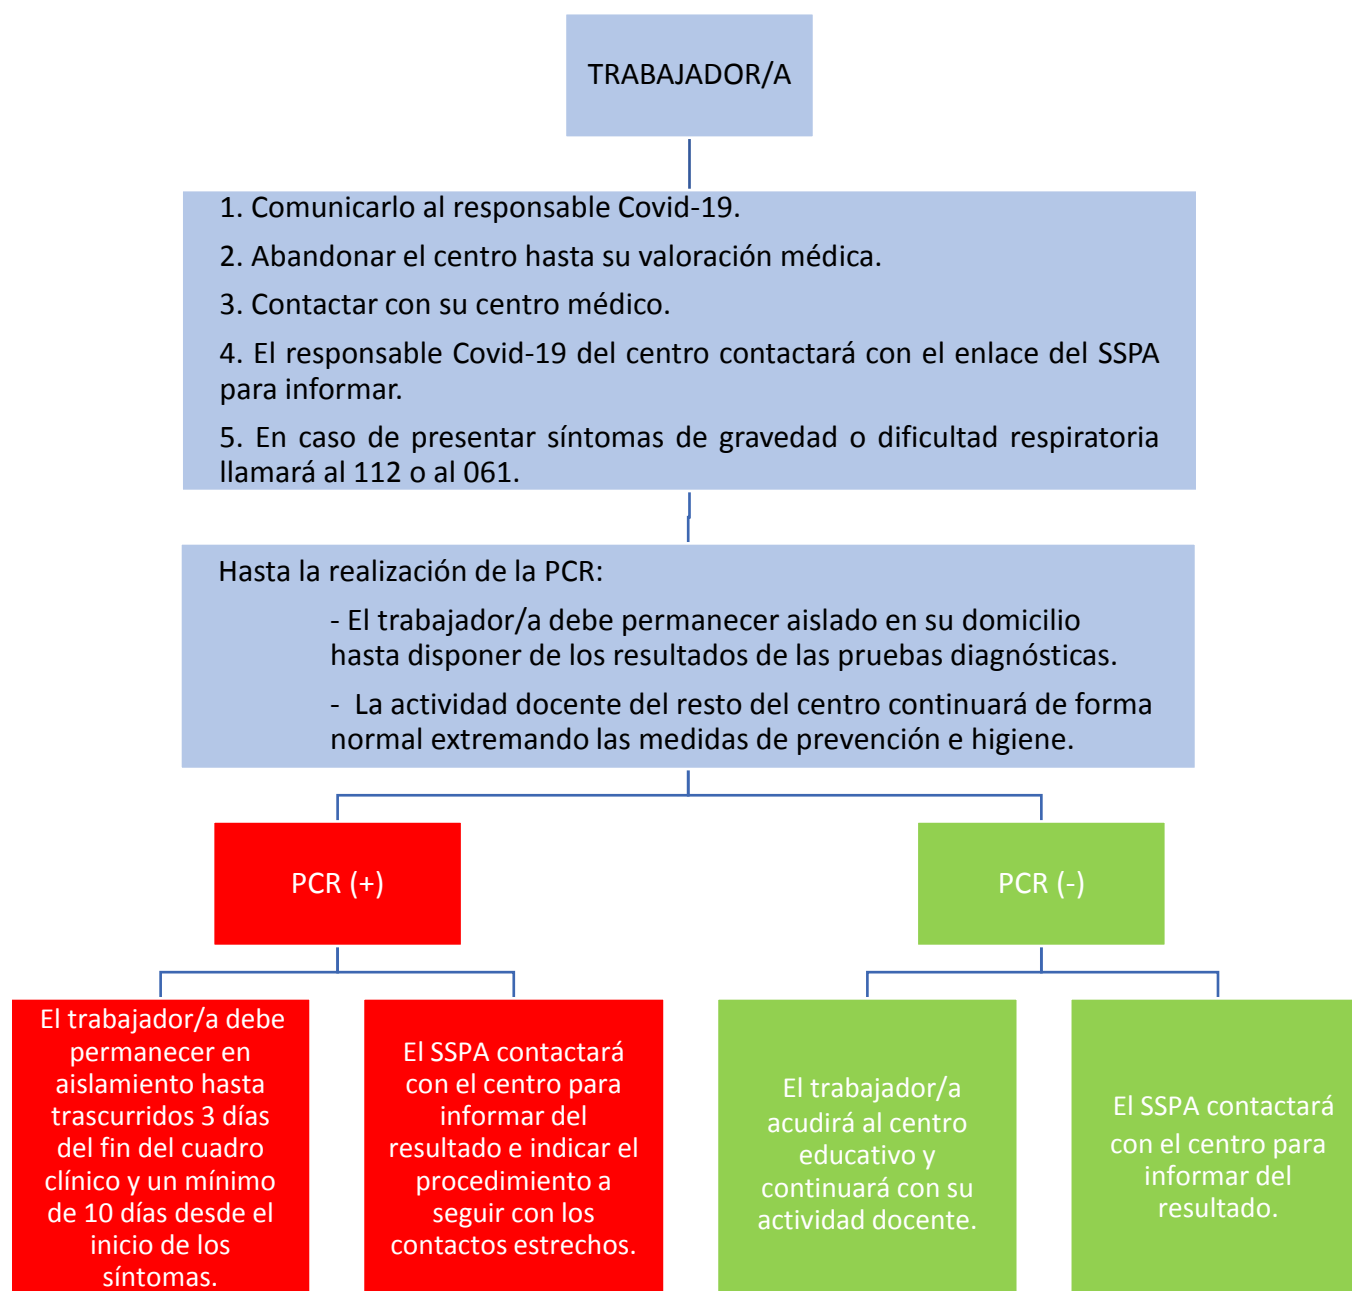 TRABAJADOR/A
1. Comunicarlo al responsable Covid-19.
2. Abandonar el centro hasta su valoración médica.
3. Contactar con su centro médico.
4. El responsable Covid-19 del centro contactará con el enlace del SSPA
para informar.
5. En caso de presentar síntomas de gravedad o dificultad respiratoria
llamará al 112 o al 061.
Hasta la realización de la PCR:
- El trabajador/a debe permanecer aislado en su domicilio
hasta disponer de los resultados de las pruebas diagnósticas.
- La actividad docente del resto del centro continuará de forma
normal extremando las medidas de prevención e higiene.
PCR (+)
PCR (-)
El trabajador/a debe
permanecer en
aislamiento hasta
trascurridos 3 días
del fin del cuadro
clínico y un mínimo
de 10 días desde el
inicio de los
síntomas.
El SSPA contactará
con el centro para
informar del
resultado e indicar el
procedimiento a
seguir con los
contactos estrechos.
El trabajador/a
acudirá al centro
educativo y
continuará con su
actividad docente.
El SSPA contactará
con el centro para
informar del
resultado.